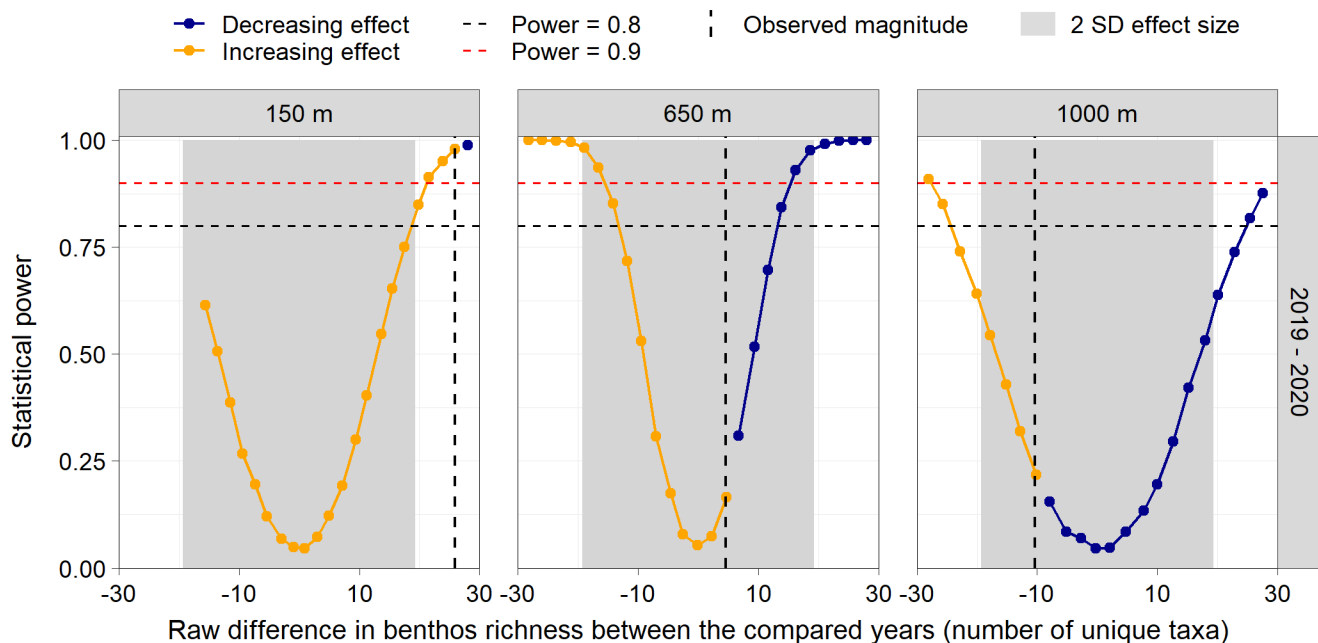 Decreasing effect
Increasing effect
Power = 0.8
Power = 0.9
Observed magnitude
2 SD effect size
150 m
650 m
1000 m
1.00
0.75
0.50
0.25
0.00
Statistical power
2019 - 2020
-30
-10
10
30
-30
-10
10
30
-30
-10
10
30
Raw difference in benthos richness between the compared years (number of unique taxa)